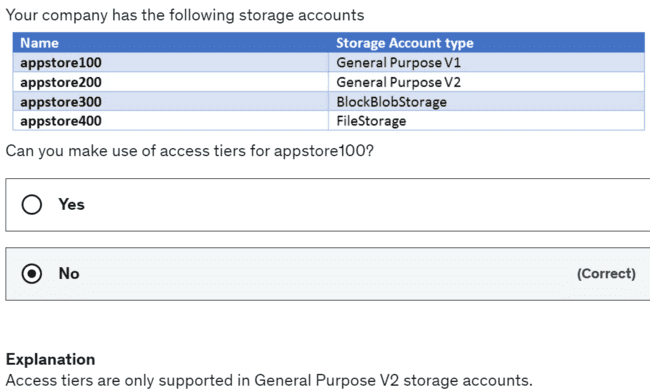 Your company has the following storage accounts
Name Storage Account type
appstore100 General Purpose V1
appstore200 General Purpose V2
appstore300 BlockBlobStorage
appstore400 FileStorage
Can you make use of access tiers for appstore100?
Yes
No (Correct)
Explanation
Access tiers are only supported in General Purpose V2 storage accounts.